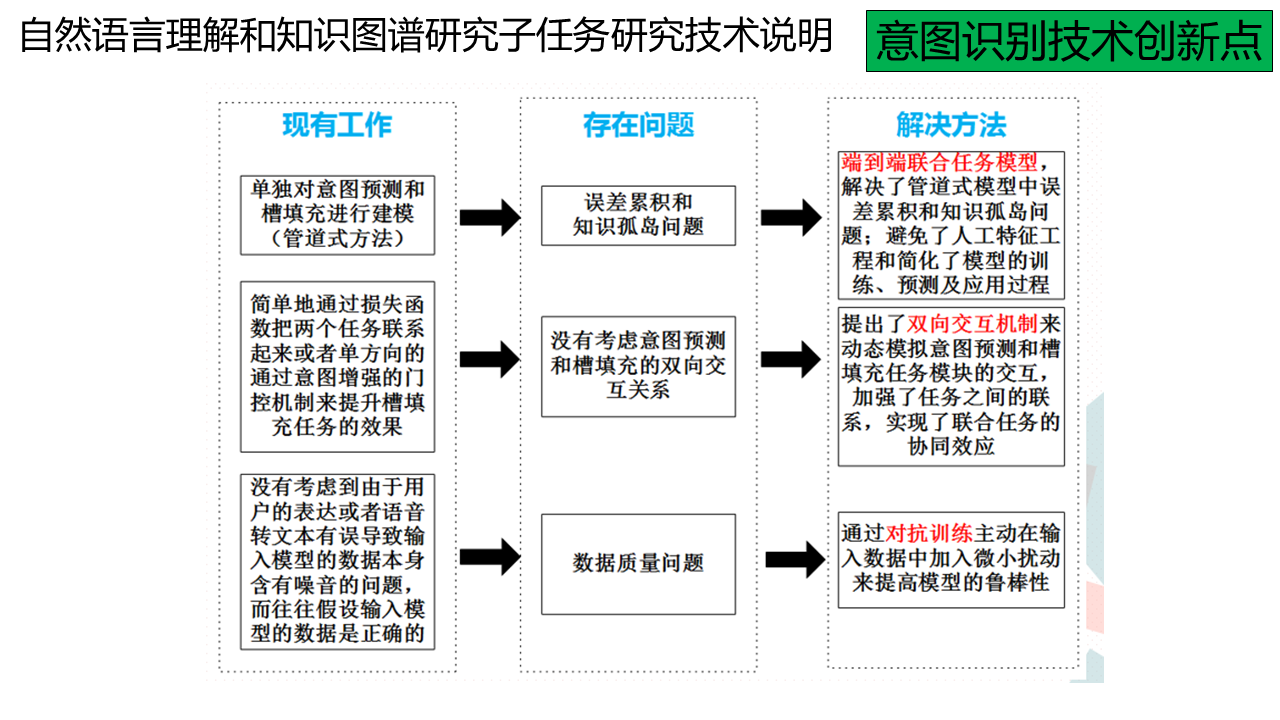 自然语言理解和知识图谱研究子任务研究技术说明
意图识别技术创新点
现有工作
单独对意图预测和
槽填充进行建模
（管道式方法）
简单地通过损失函
数把两个任务联系
起来或者单方向的
通过意图增强的门
控机制来提升槽填
充任务的效果
没有考虑到由于用
户的表达或者语音
转文本有误导致输
入模型的数据本身
含有噪音的问题，
而往往假设输入模
型的数据是正确的
存在问题
误差累积和
知识孤岛问题
没有考虑意图预测
和槽填充的双向交
互关系
数据质量问题
解决方法
端到端联合任务模型，
解决了管道式模型中误
差累积和知识孤岛问
题；避免了人工特征工
程和简化了模型的训
练、预测及应用过程
提出了双向交互机制来
动态模拟意图预测和槽
填充任务模块的交互，
加强了任务之间的联
系，实现了联合任务的
协同效应
通过对抗训练主动在输
入数据中加入微小扰动
来提高模型的鲁棒性